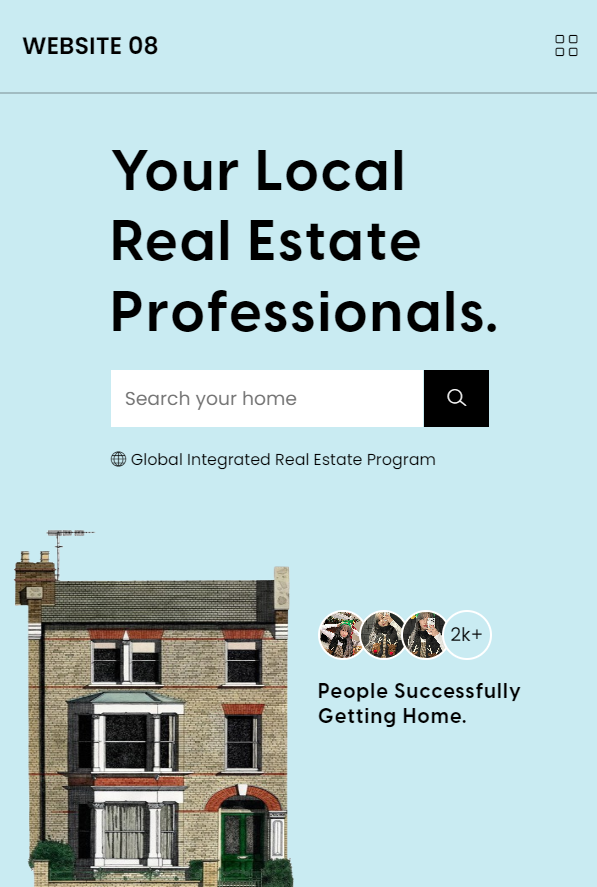 WEBSITE 08
Your Local
Real Estate
Professionals.
Search your home
Global Integrated Real Estate Program
2k+
People Successfully
Getting Home.